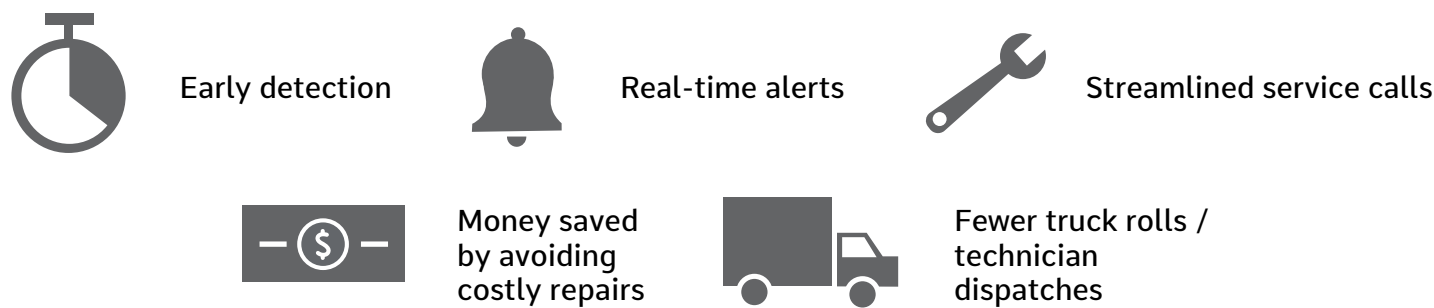 Early detection
Real-time alerts
Streamlined service calls
$
Money saved
by avoiding
costly repairs
Fewer truck rolls /
technician
dispatches